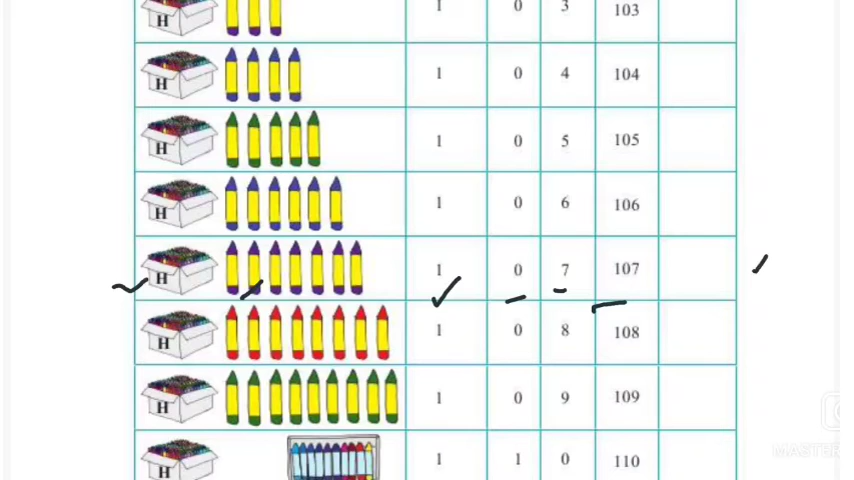 H 1 0 3 103
H 1 0 4 104
H 1 0 5 105
H 1 0 6 106
H 1 0 7 107
H 1 0 8 108
H 1 0 9 109
H 1 1 0 110